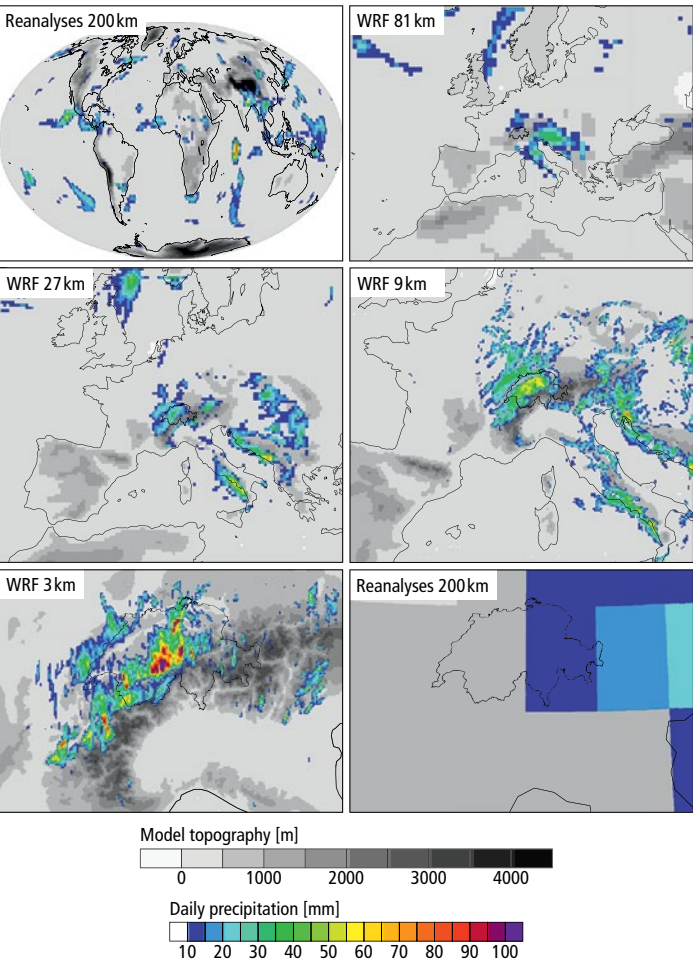 Reanalyses 200 km
WRF 81 km
WRF 27 km
WRF 9 km
WRF 3 km
Reanalyses 200 km
Model topography [m]
0 1000 2000 3000 4000
Daily precipitation [mm]
10 20 30 40 50 60 70 80 90 100